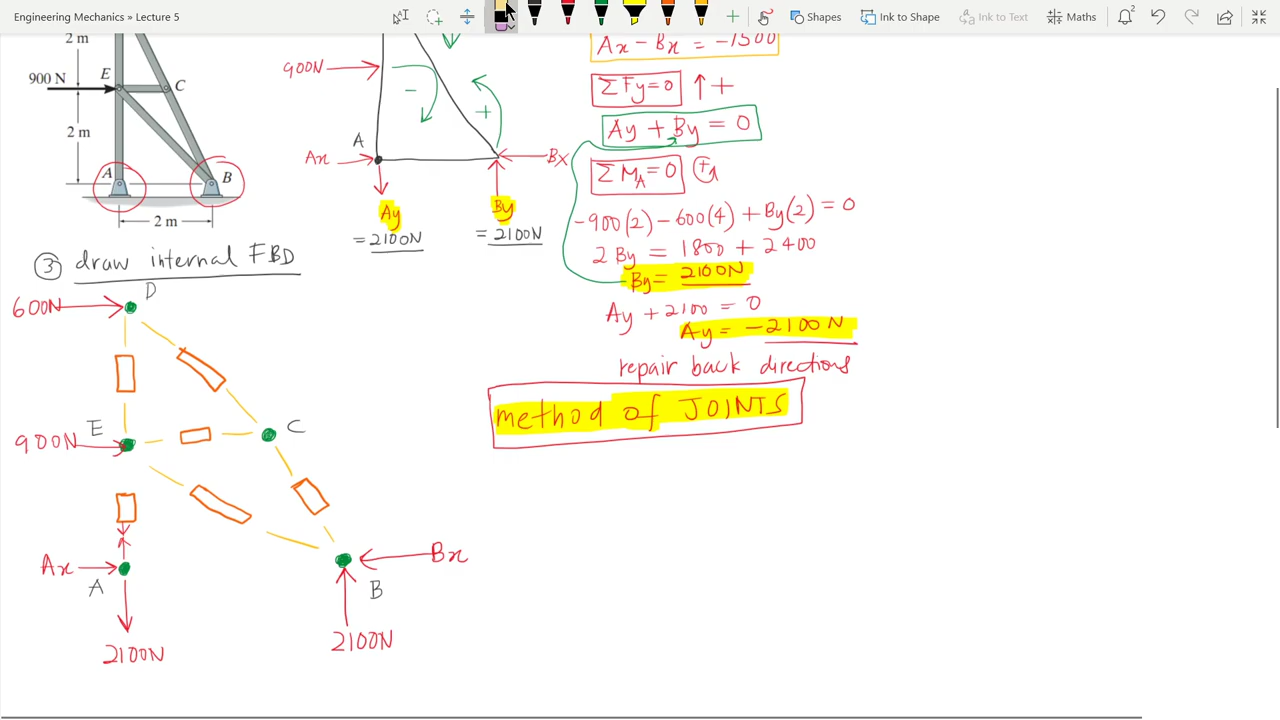 Engineering Mechanics » Lecture 5
Shapes
Ink to Shape
Ink to Text
Maths
2 m
900 N
E
C
2 m
A
B
2 m
900N
-
+
A
Ax
Bx
Ay
= 2100N
By
= 2100N
Ax - Bx = -1500
ΣFy=0 ↑+
Ay + By = 0
ΣMA=0 +
-900(2) - 600(4) + By(2) = 0
2 By = 1800 + 2400
By = 2100N
Ay + 2100 = 0
Ay = -2100 N
repair back directions
method of JOINTS
③ draw internal FBD
D
600N
E
C
900N
Ax
A
2100N
Bx
B
2100N